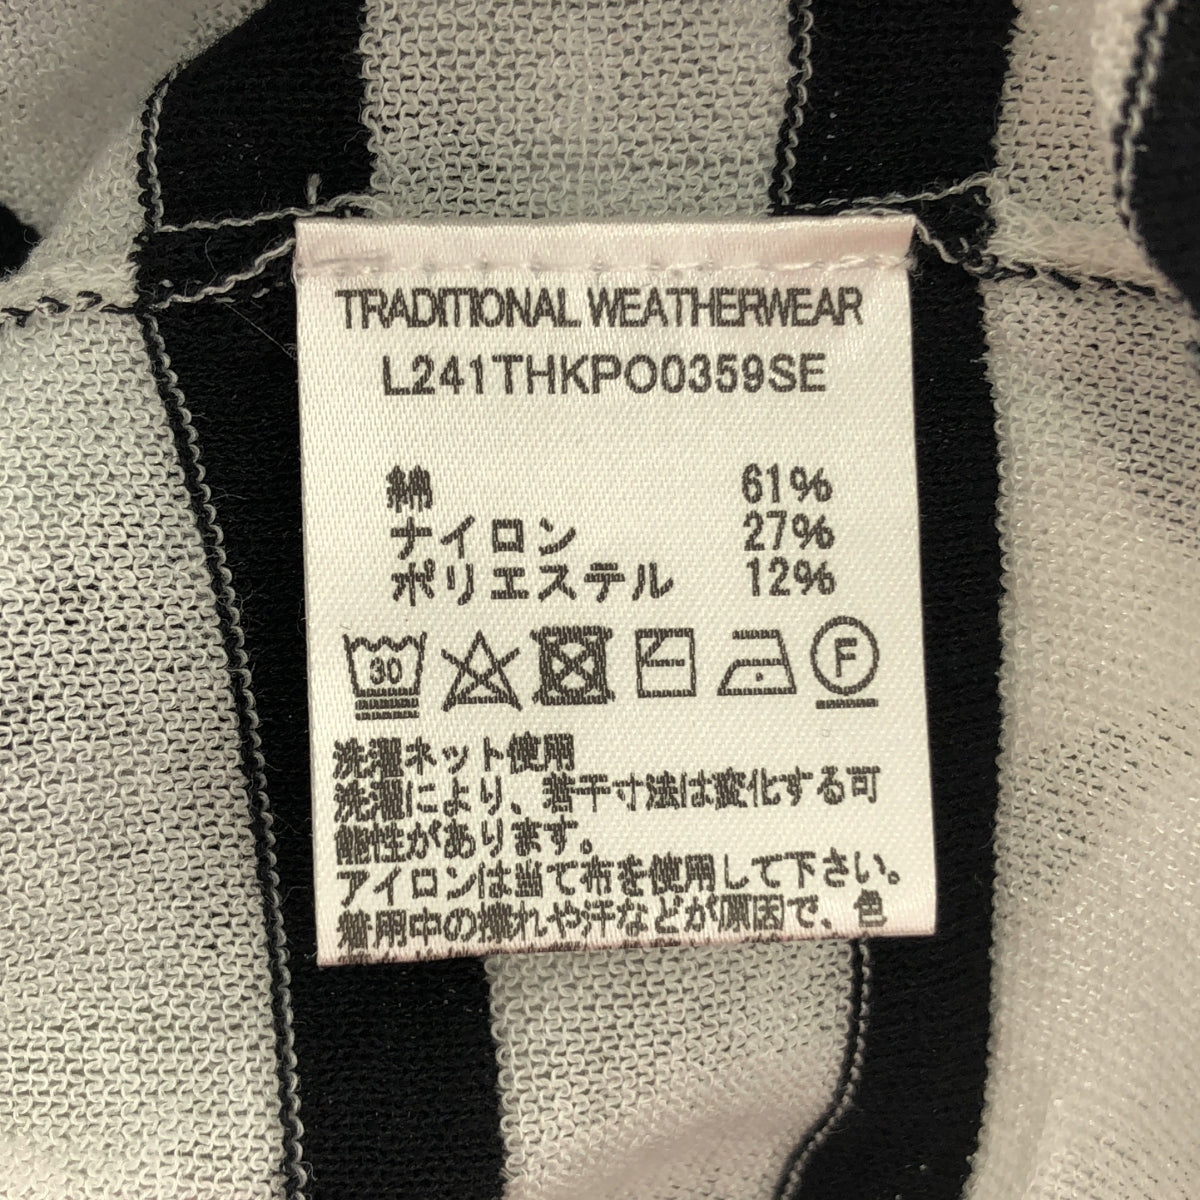 TRADITIONAL WEATHERWEAR
L241THKPO0359SE
綿 61%
ナイロン 27%
ポリエステル 12%
30 F
洗濯ネット使用
洗濯により、若干寸法は変化する可
能性があります。
アイロンは当て布を使用して下さい。
着用中の擦れや汗などが原因で、色